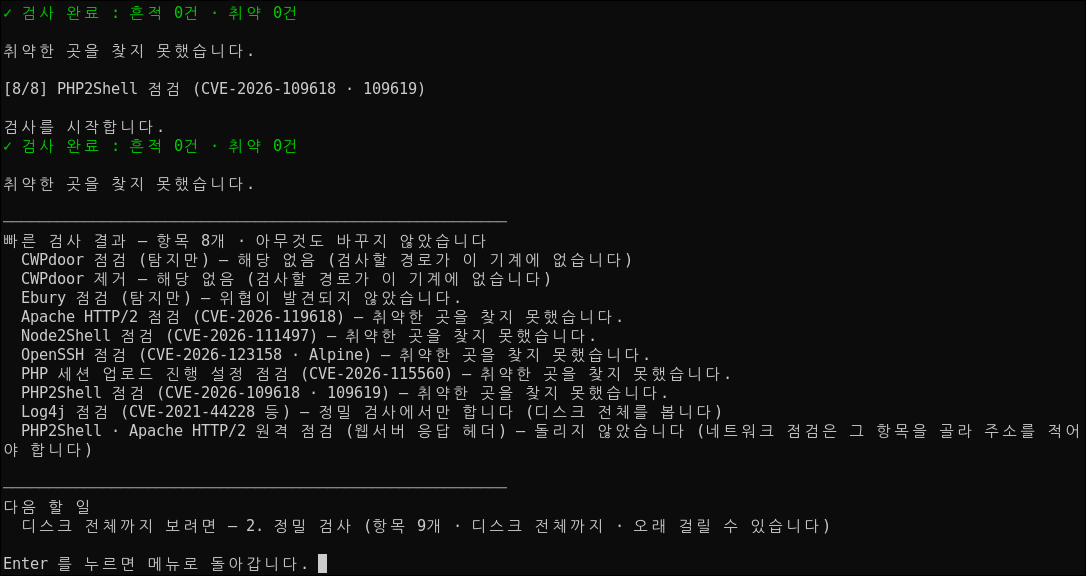 ✓ 검사 완료 : 흔적 0건 · 취약 0건
취약한 곳을 찾지 못했습니다.
[8/8] PHP2Shell 점검 (CVE-2026-109618 · 109619)
검사를 시작합니다.
✓ 검사 완료 : 흔적 0건 · 취약 0건
취약한 곳을 찾지 못했습니다.
빠른 검사 결과 — 항목 8개 · 아무것도 바꾸지 않았습니다
CWPdoor 점검 (탐지만) — 해당 없음 (검사할 경로가 이 기계에 없습니다)
CWPdoor 제거 — 해당 없음 (검사할 경로가 이 기계에 없습니다)
Ebury 점검 (탐지만) — 위협이 발견되지 않았습니다.
Apache HTTP/2 점검 (CVE-2026-119618) — 취약한 곳을 찾지 못했습니다.
Node2Shell 점검 (CVE-2026-111497) — 취약한 곳을 찾지 못했습니다.
OpenSSH 점검 (CVE-2026-123158 · Alpine) — 취약한 곳을 찾지 못했습니다.
PHP 세션 업로드 진행 설정 점검 (CVE-2026-115560) — 취약한 곳을 찾지 못했습니다.
PHP2Shell 점검 (CVE-2026-109618 · 109619) — 취약한 곳을 찾지 못했습니다.
Log4j 점검 (CVE-2021-44228 등) — 정밀 검사에서만 합니다 (디스크 전체를 봅니다)
PHP2Shell · Apache HTTP/2 원격 점검 (웹서버 응답 헤더) — 돌리지 않았습니다 (네트워크 점검은 그 항목을 골라 주소를 적어
야 합니다)
다음 할 일
디스크 전체까지 보려면 — 2. 정밀 검사 (항목 9개 · 디스크 전체까지 · 오래 걸릴 수 있습니다)
Enter 를 누르면 메뉴로 돌아갑니다.